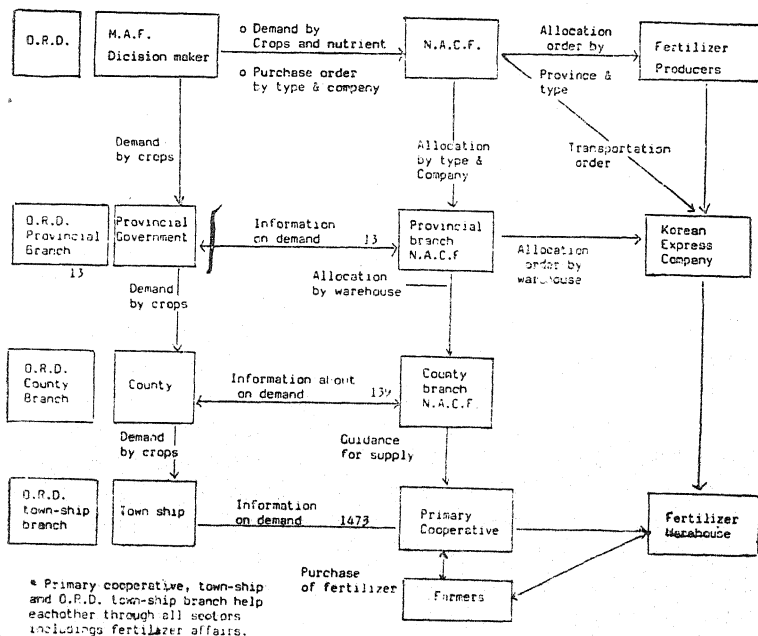 O.R.D.
M.A.F.
Dicision maker
o Demand by
Crops and nutrient
o Purchase order
by type & company
N.A.C.F.
Allocation
order by
Province &
type
Fertilizer
Producers
Demand
by crops
Allocation
by type &
Company
Transportation
order
O.R.D.
Provincial
Branch
13
Provincial
Government
Information
on demand 13
Provincial
branch
N.A.C.F
Allocation
order by
warehouse
Korean
Express
Company
Demand
by crops
Allocation
by warehouse
O.R.D.
County
Branch
County
Information about
on demand 139
County
branch
N.A.C.F.
Demand
by crops
Guidance
for supply
O.R.D.
town-ship
branch
Town ship
Information
on demand 1473
Primary
Cooperative
Fertilizer
Warehouse
Purchase
of fertilizer
Farmers
* Primary cooperative, town-ship
and O.R.D. town-ship branch help
eachother through all sectors
includings fertilazer affairs.